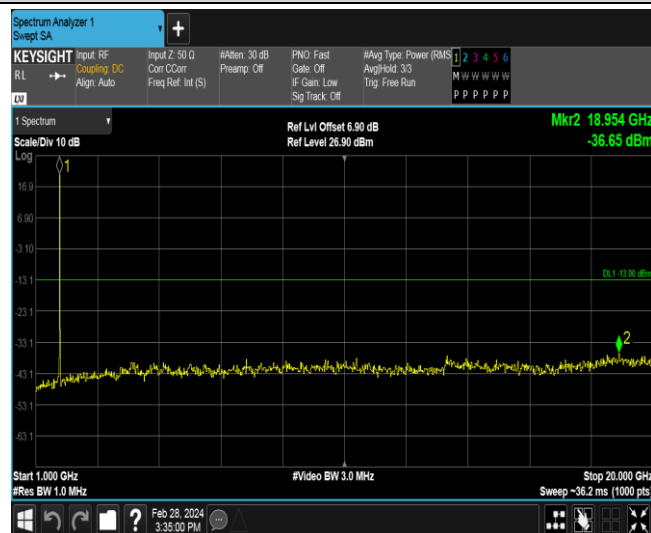 Spectrum Analyzer 1
Swept SA
+
KEYSIGHT Input: RF Input Z: 50 Ω #Atten: 30 dB PNO: Fast #Avg Type: Power (RMS 1 2 3 4 5 6
RL Coupling: DC Corr CCorr Preamp: Off Gate: Off Avg|Hold: 3/3 M W W W W W
Align: Auto Freq Ref: Int (S) IF Gain: Low Trig: Free Run
Sig Track: Off P P P P P P
LXI
1 Spectrum Ref Lvl Offset 6.90 dB Mkr2 18.954 GHz
Scale/Div 10 dB Ref Level 26.90 dBm -36.65 dBm
Log
1
16.9
6.90
-3.10
-13.1
DL1 -13.00 dBm
-23.1
-33.1
2
-43.1
-53.1
-63.1
Start 1.000 GHz #Video BW 3.0 MHz Stop 20.000 GHz
#Res BW 1.0 MHz Sweep ~36.2 ms (1000 pts)
? Feb 28, 2024
3:35:00 PM